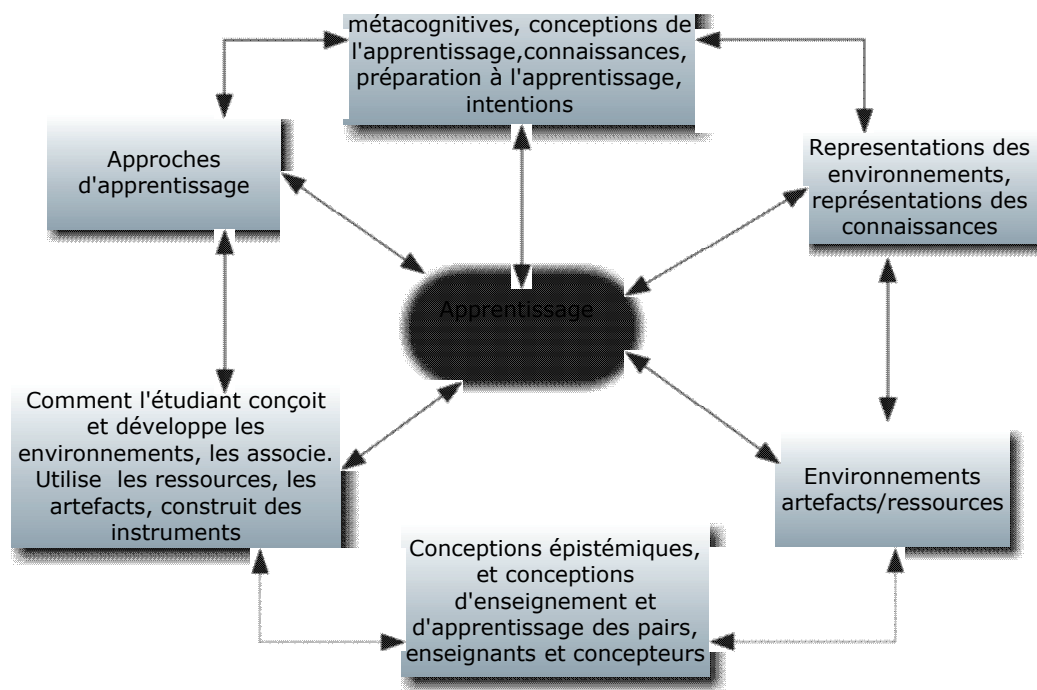 métacognitives, conceptions de
l'apprentissage,connaissances,
préparation à l'apprentissage,
intentions
Approches
d'apprentissage
Representations des
environnements,
représentations des
connaissances
Apprentissage
Comment l'étudiant conçoit
et développe les
environnements, les associe.
Utilise les ressources, les
artefacts, construit des
instruments
Environnements
artefacts/ressources
Conceptions épistémiques,
et conceptions
d'enseignement et
d'apprentissage des pairs,
enseignants et concepteurs